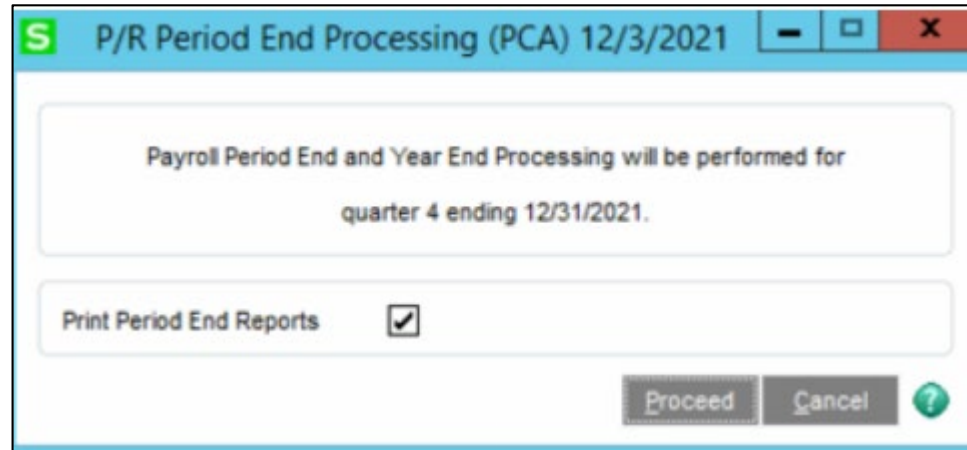 S P/R Period End Processing (PCA) 12/3/2021
Payroll Period End and Year End Processing will be performed for
quarter 4 ending 12/31/2021.
Print Period End Reports
Proceed Cancel ?